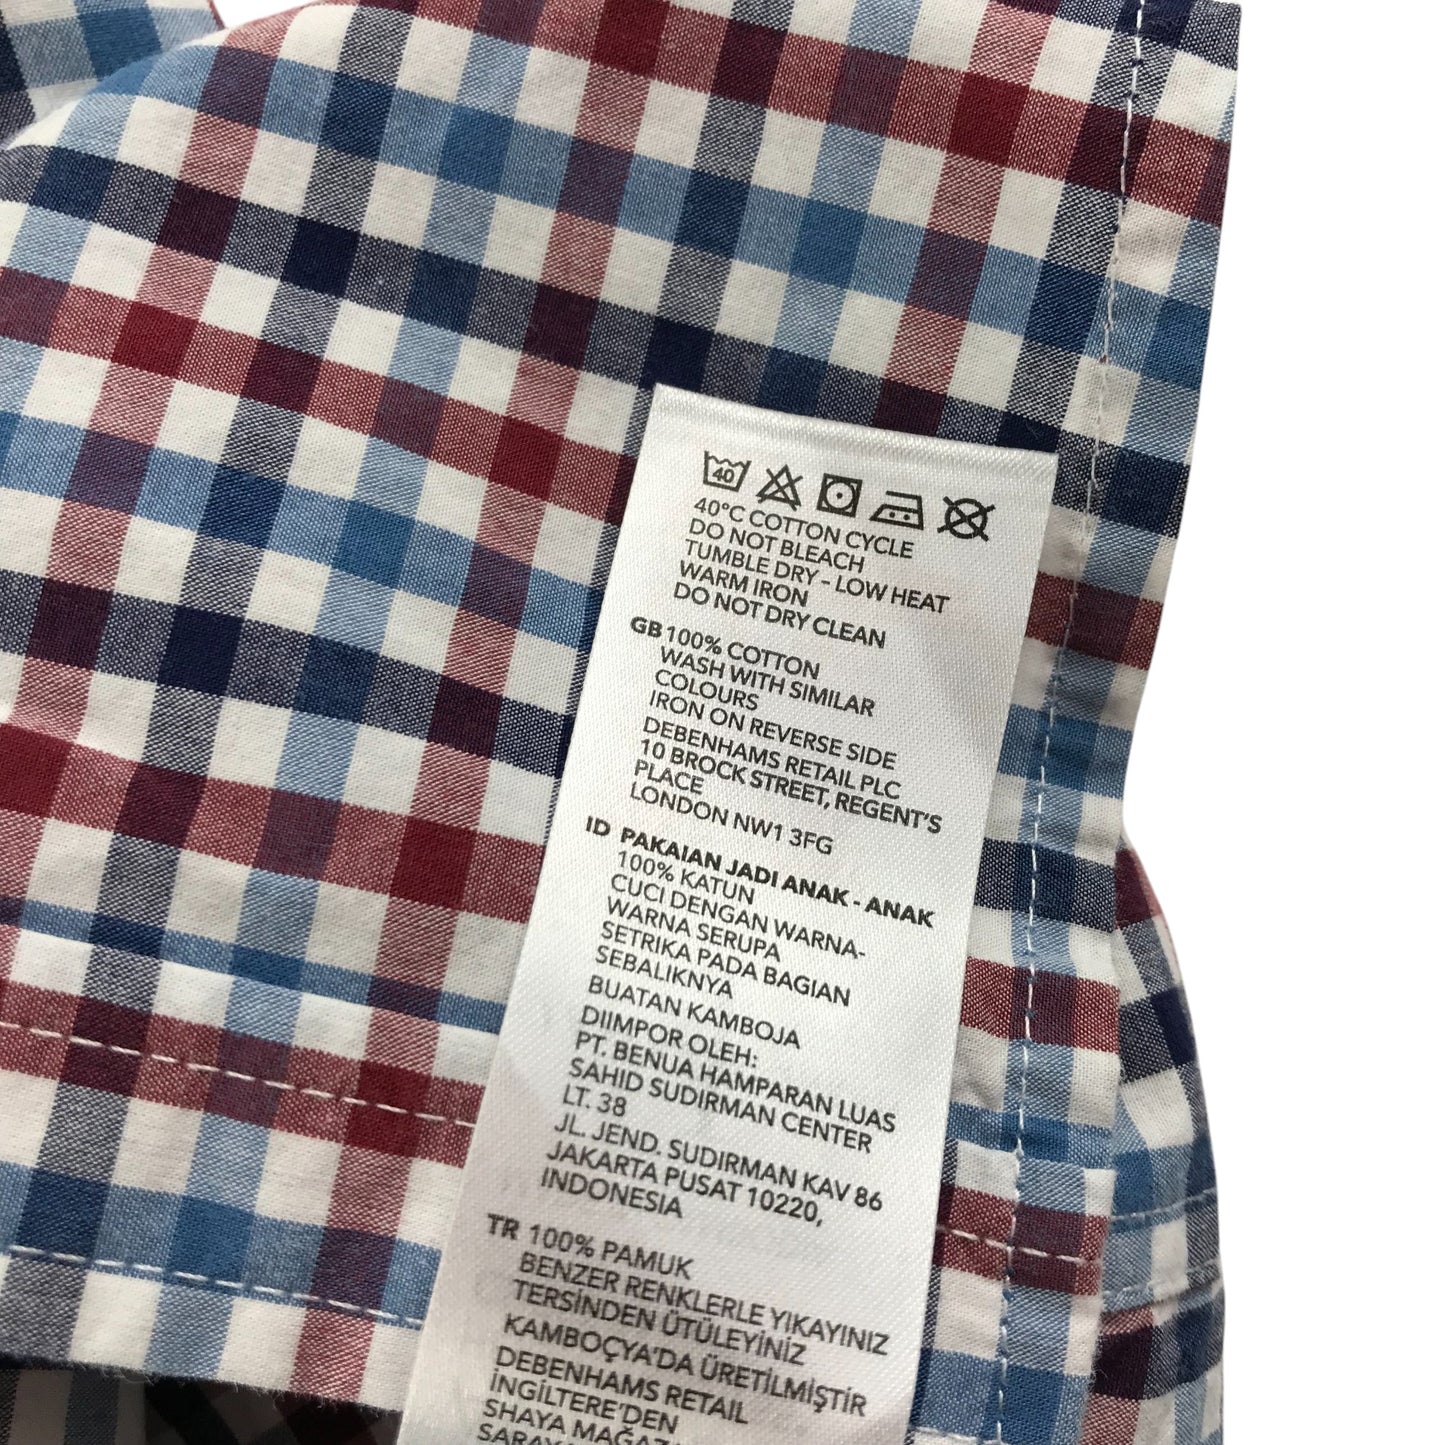 40
40°C COTTON CYCLE
DO NOT BLEACH
TUMBLE DRY - LOW HEAT
WARM IRON
DO NOT DRY CLEAN
GB 100% COTTON
WASH WITH SIMILAR
COLOURS
IRON ON REVERSE SIDE
DEBENHAMS RETAIL PLC
10 BROCK STREET, REGENT'S
PLACE
LONDON NW1 3FG
ID PAKAIAN JADI ANAK - ANAK
100% KATUN
CUCI DENGAN WARNA-
WARNA SERUPA
SETRIKA PADA BAGIAN
SEBALIKNYA
BUATAN KAMBOJA
DIIMPOR OLEH:
PT. BENUA HAMPARAN LUAS
SAHID SUDIRMAN CENTER
LT. 38
JL. JEND. SUDIRMAN KAV 86
JAKARTA PUSAT 10220,
INDONESIA
TR 100% PAMUK
BENZER RENKLERLE YIKAYINIZ
TERSİNDEN ÜTÜLEYİNİZ
KAMBOÇYA'DA ÜRETİLMİŞTİR
DEBENHAMS RETAIL
İNGİLTERE'DEN
SHAYA